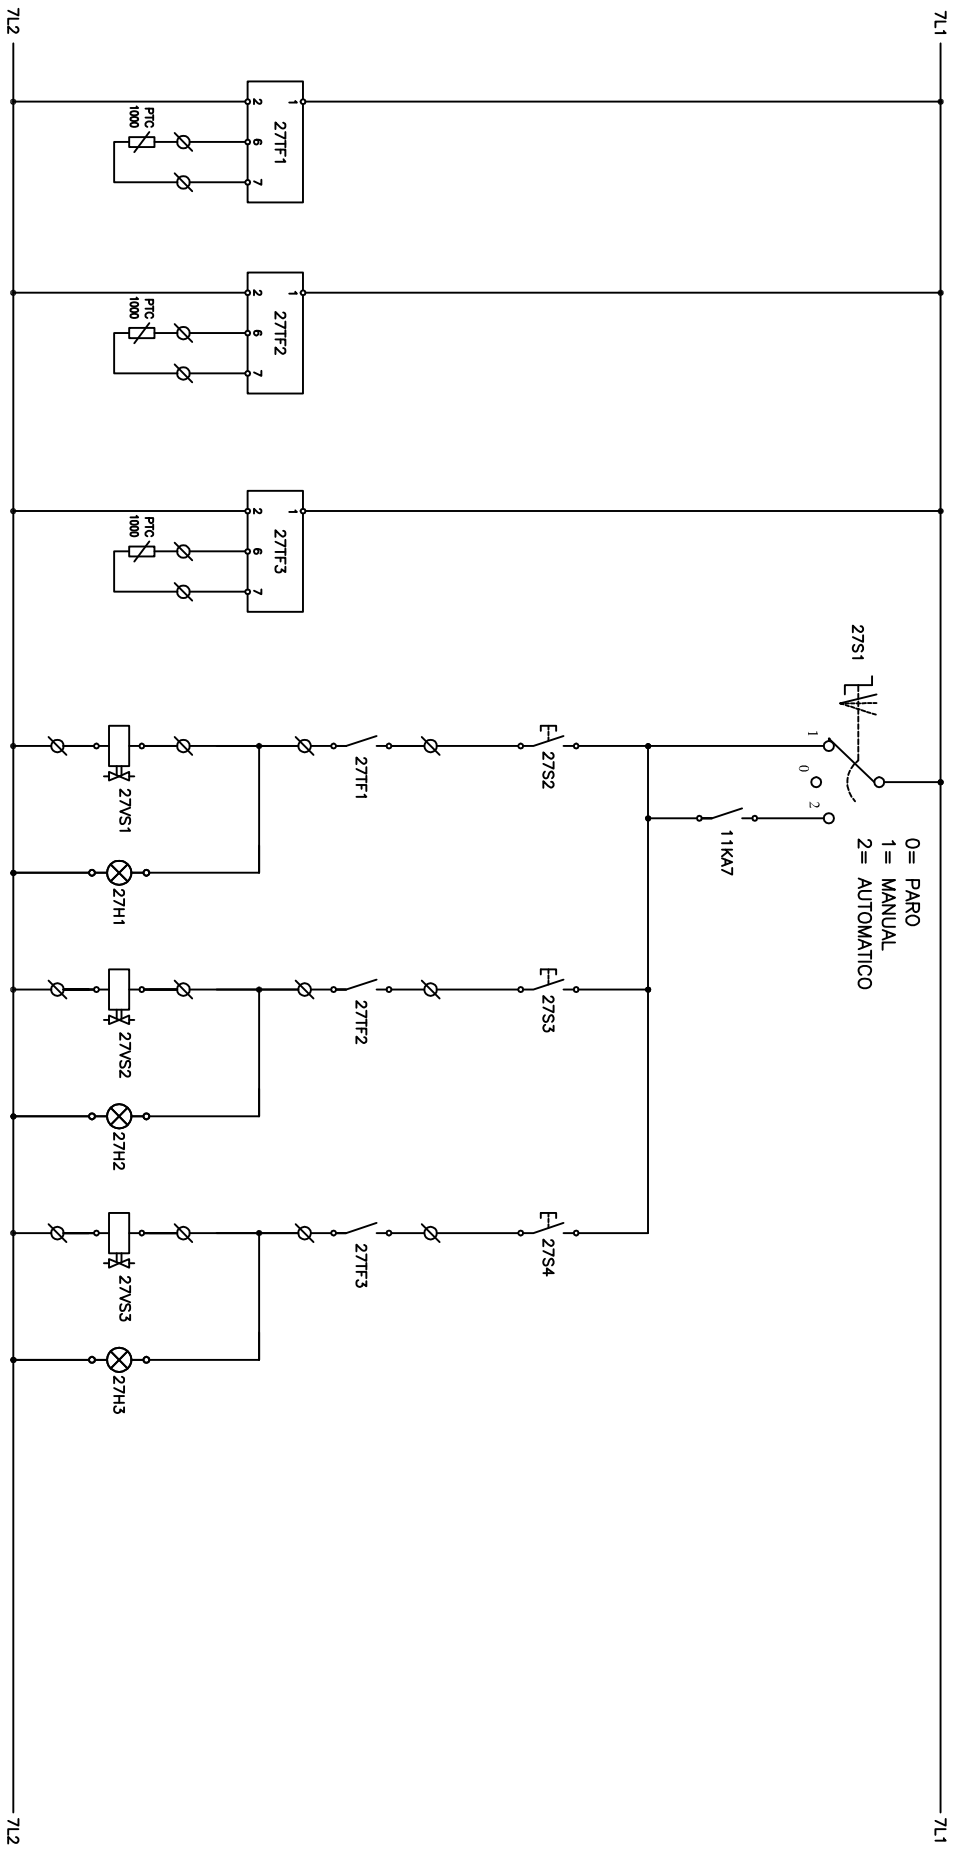 7L1
7L1
27S1
0= PARO
1= MANUAL
2= AUTOMATICO
1
0
2
11KA7
27S2
27S3
27S4
1
27TF1
2
6
7
PTC
1000
1
27TF2
2
6
7
PTC
1000
1
27TF3
2
6
7
PTC
1000
27TF1
27TF2
27TF3
27VS1
27H1
27VS2
27H2
27VS3
27H3
7L2
7L2